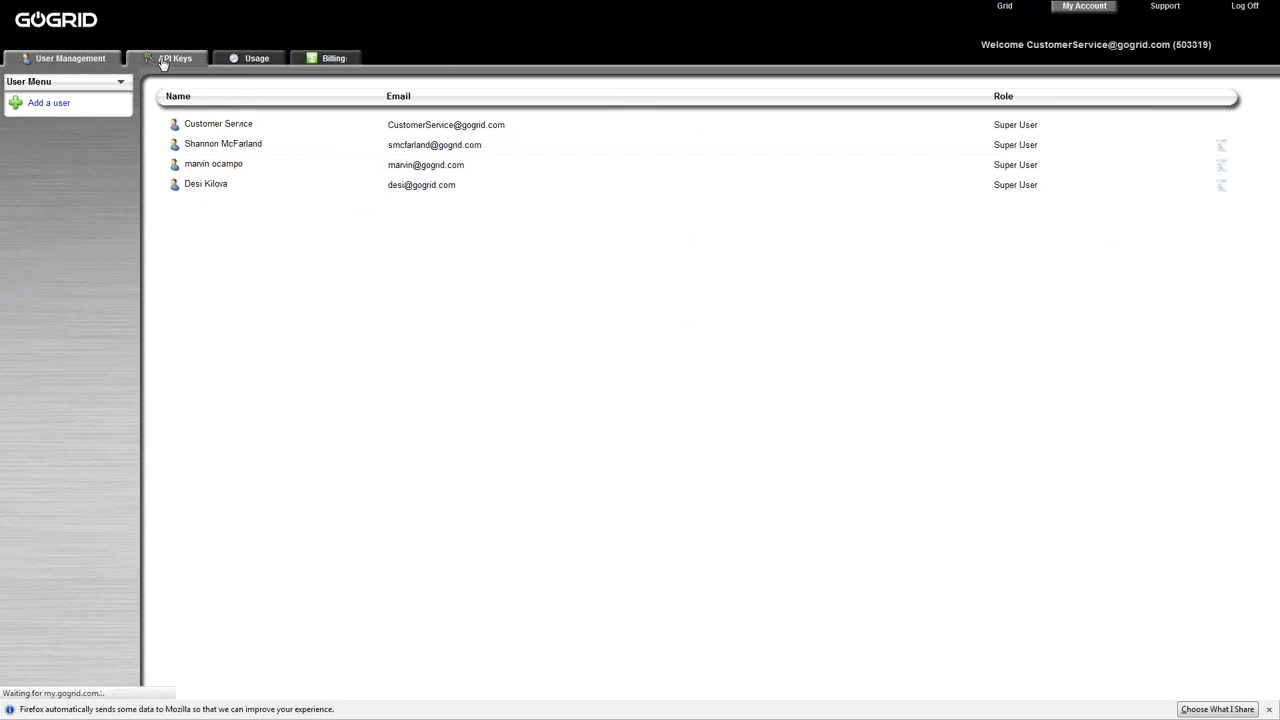 GOGRID
Grid
My Account
Support
Log Off
Welcome CustomerService@gogrid.com (503319)
User Management
API Keys
Usage
Billing
User Menu
Add a user
Name Email Role
Customer Service CustomerService@gogrid.com Super User
Shannon McFarland smcfarland@gogrid.com Super User
marvin ocampo marvin@gogrid.com Super User
Desi Kilova desi@gogrid.com Super User
Waiting for my.gogrid.com...
Firefox automatically sends some data to Mozilla so that we can improve your experience.
Choose What I Share